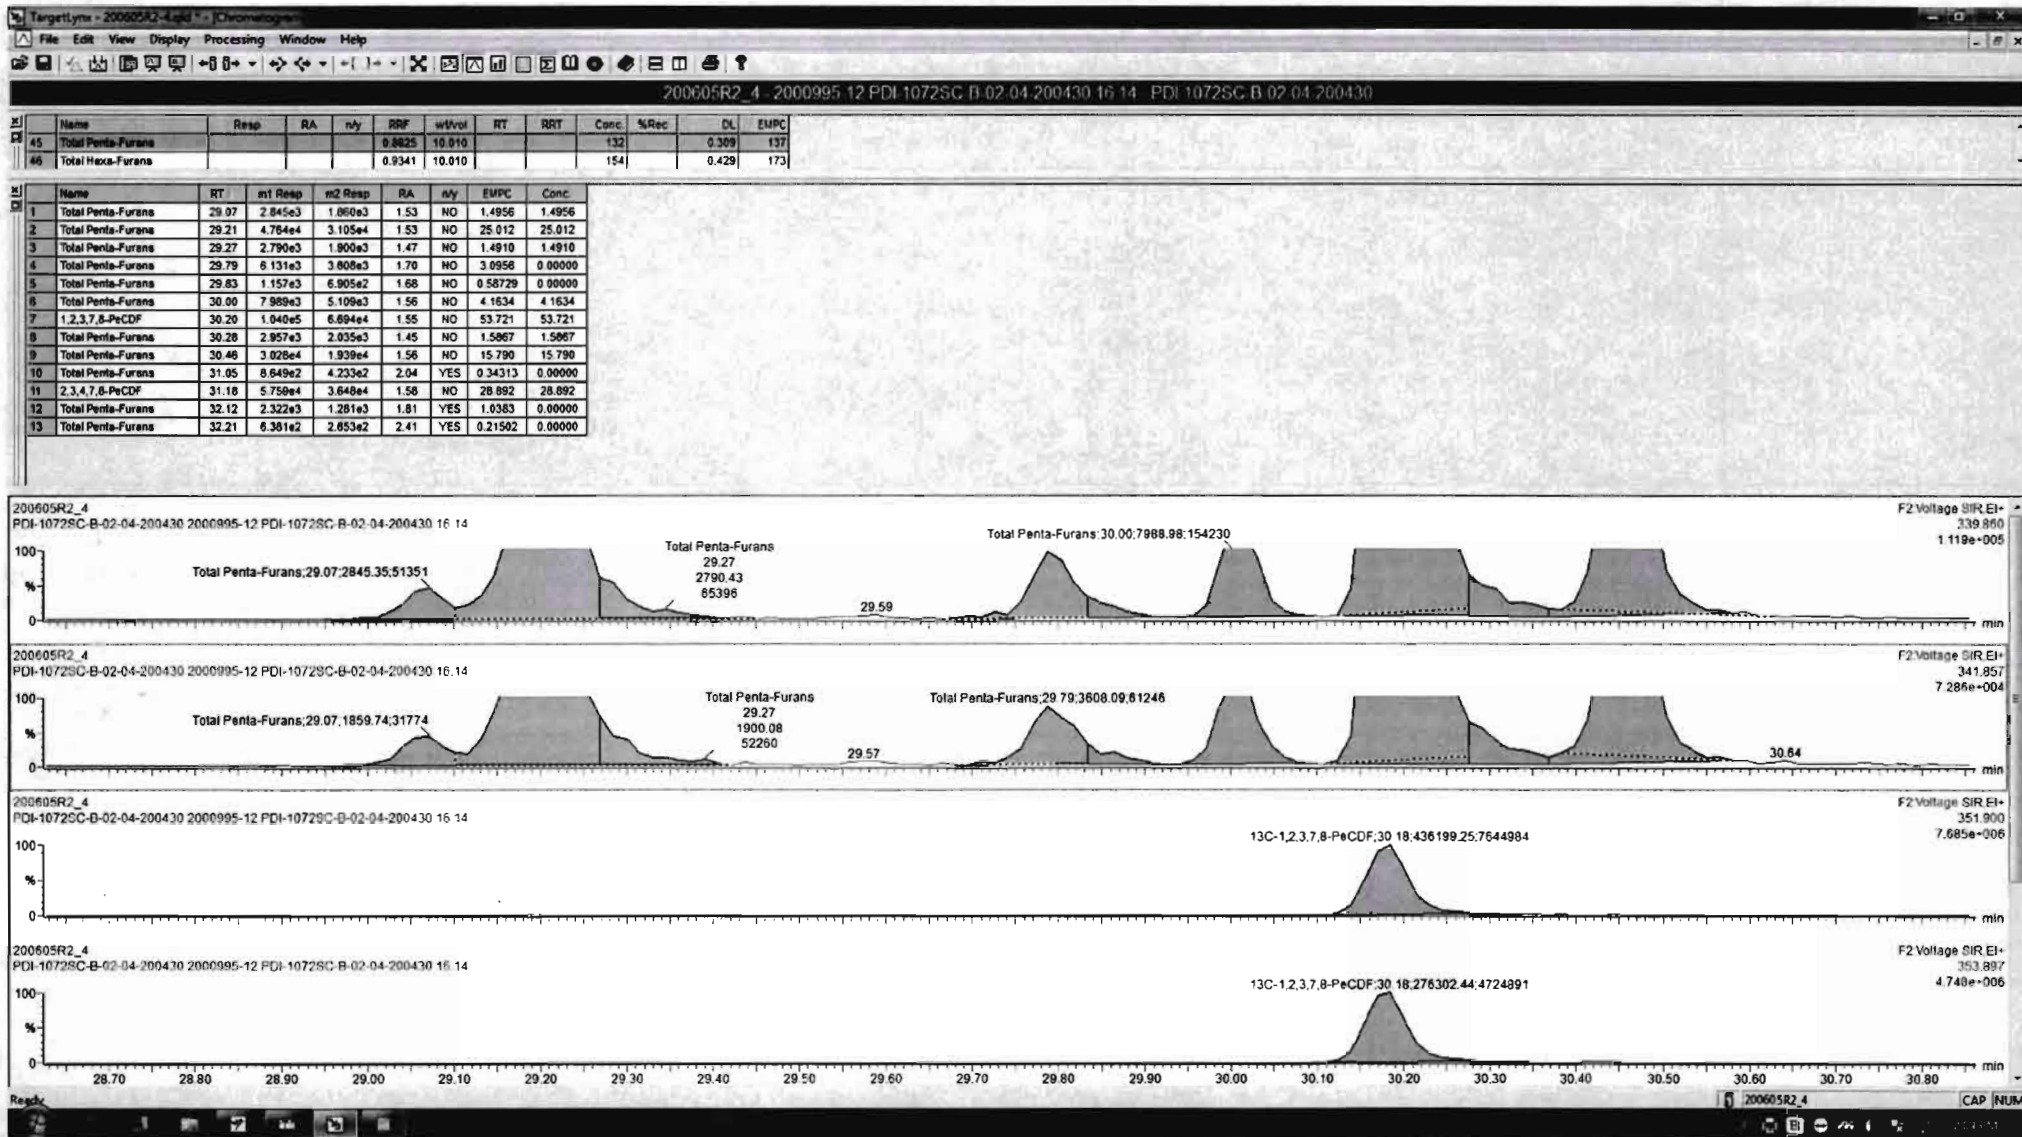 TargetLynx - 200605R2-4.qld * - [Chromatogram
File Edit View Display Processing Window Help
200605R2_4 - 2000995-12 PDI-1072SC-B-02-04-200430 16.14 PDI-1072SC-B-02-04-200430
Name Resp RA n/y RRF wt/vol RT RRT Conc. %Rec DL EMPC
45 Total Penta-Furans 0.8825 10.010 132 0.309 137
46 Total Hexa-Furans 0.9341 10.010 154 0.429 173
Name RT m1 Resp m2 Resp RA n/y EMPC Conc.
1 Total Penta-Furans 29.07 2.845e3 1.860e3 1.53 NO 1.4956 1.4956
2 Total Penta-Furans 29.21 4.764e4 3.105e4 1.53 NO 25.012 25.012
3 Total Penta-Furans 29.27 2.790e3 1.900e3 1.47 NO 1.4910 1.4910
4 Total Penta-Furans 29.79 6.131e3 3.608e3 1.70 NO 3.0956 0.00000
5 Total Penta-Furans 29.83 1.157e3 6.905e2 1.68 NO 0.58729 0.00000
6 Total Penta-Furans 30.00 7.989e3 5.109e3 1.56 NO 4.1634 4.1634
7 1,2,3,7,8-PeCDF 30.20 1.040e5 6.694e4 1.55 NO 53.721 53.721
8 Total Penta-Furans 30.28 2.957e3 2.035e3 1.45 NO 1.5867 1.5867
9 Total Penta-Furans 30.46 3.028e4 1.939e4 1.56 NO 15.790 15.790
10 Total Penta-Furans 31.05 8.649e2 4.233e2 2.04 YES 0.34313 0.00000
11 2,3,4,7,8-PeCDF 31.18 5.759e4 3.648e4 1.58 NO 28.892 28.892
12 Total Penta-Furans 32.12 2.322e3 1.281e3 1.81 YES 1.0383 0.00000
13 Total Penta-Furans 32.21 6.381e2 2.653e2 2.41 YES 0.21502 0.00000
200605R2_4
PDI-1072SC-B-02-04-200430 2000995-12 PDI-1072SC-B-02-04-200430 16.14
F2:Voltage SIR,EI+
339.860
1.119e+005
Total Penta-Furans;29.07;2845.35;51351
Total Penta-Furans
29.27
2790.43
65396
29.59
Total Penta-Furans;30.00;7988.98;154230
100
%
0
min
200605R2_4
PDI-1072SC-B-02-04-200430 2000995-12 PDI-1072SC-B-02-04-200430 16.14
F2:Voltage SIR,EI+
341.857
7.286e+004
Total Penta-Furans;29.07;1859.74;31774
Total Penta-Furans
29.27
1900.08
52260
29.57
Total Penta-Furans;29.79;3608.09;61246
30.64
100
%
0
min
200605R2_4
PDI-1072SC-B-02-04-200430 2000995-12 PDI-1072SC-B-02-04-200430 16.14
F2:Voltage SIR,EI+
351.900
7.685e+006
13C-1,2,3,7,8-PeCDF;30.18;436199.25;7644984
100
%
0
min
200605R2_4
PDI-1072SC-B-02-04-200430 2000995-12 PDI-1072SC-B-02-04-200430 16.14
F2:Voltage SIR,EI+
353.897
4.748e+006
13C-1,2,3,7,8-PeCDF;30.18;276302.44;4724891
100
%
0
min
28.70 28.80 28.90 29.00 29.10 29.20 29.30 29.40 29.50 29.60 29.70 29.80 29.90 30.00 30.10 30.20 30.30 30.40 30.50 30.60 30.70 30.80
Ready
200605R2_4 CAP NUM